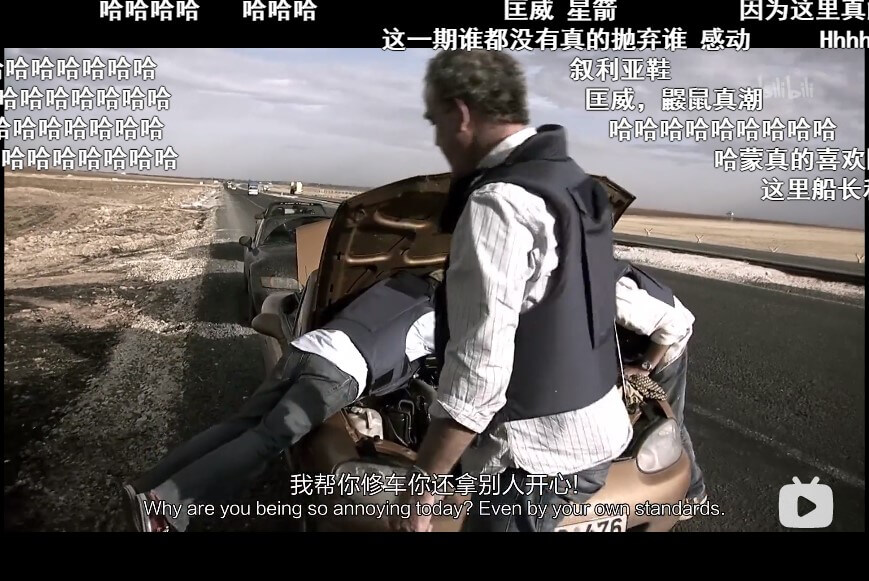 哈哈哈哈 哈哈哈 匡威 星箭 因为这里真
这一期谁都没有真的抛弃谁 感动 Hhhh
哈哈哈哈哈哈 叙利亚鞋
哈哈哈哈哈哈哈 匡威，鼹鼠真潮 bilibili
哈哈哈哈哈哈 哈哈哈哈哈哈哈哈哈
哈哈哈哈哈哈哈 哈蒙真的喜欢
这里船长
我帮你修车你还拿别人开心!
Why are you being so annoying today? Even by your own standards.
476